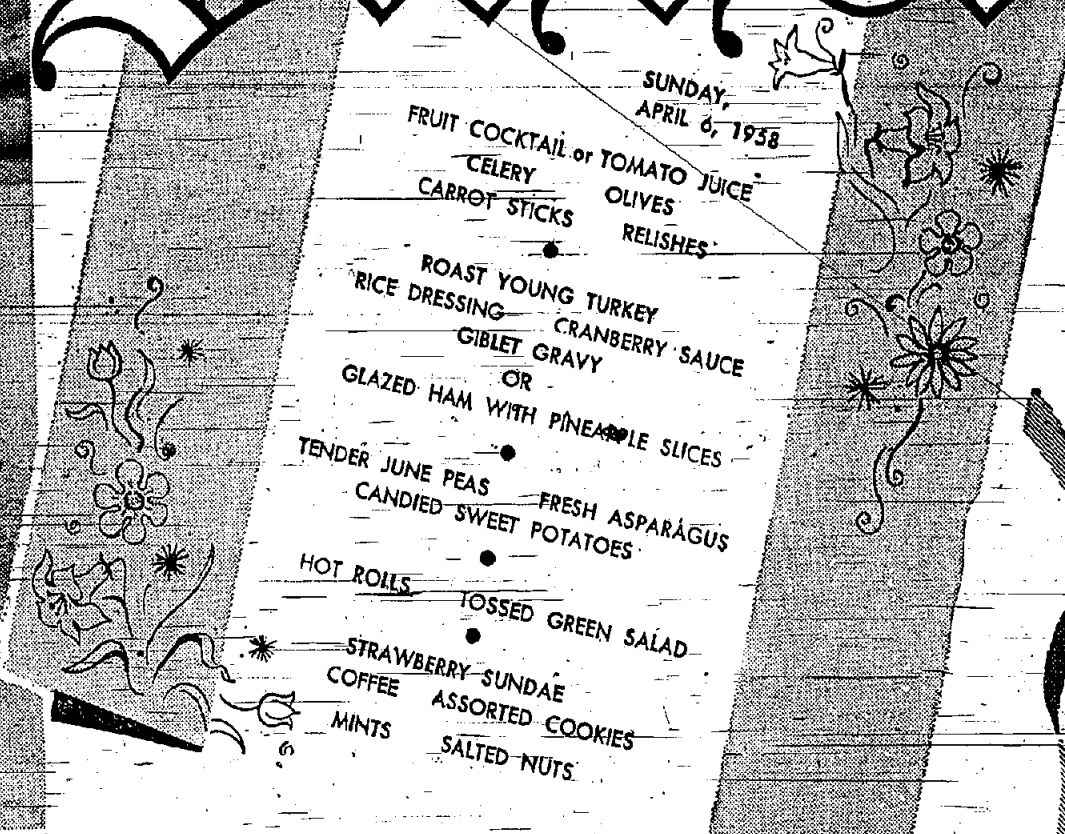 SUNDAY,
APRIL 6, 1958
FRUIT COCKTAIL or TOMATO JUICE
CELERY OLIVES
CARROT STICKS RELISHES
ROAST YOUNG TURKEY
RICE DRESSING CRANBERRY SAUCE
GIBLET GRAVY
OR
GLAZED HAM WITH PINEAPPLE SLICES
TENDER JUNE PEAS FRESH ASPARAGUS
CANDIED SWEET POTATOES
HOT ROLLS TOSSED GREEN SALAD
STRAWBERRY SUNDAE
COFFEE ASSORTED COOKIES
MINTS SALTED NUTS